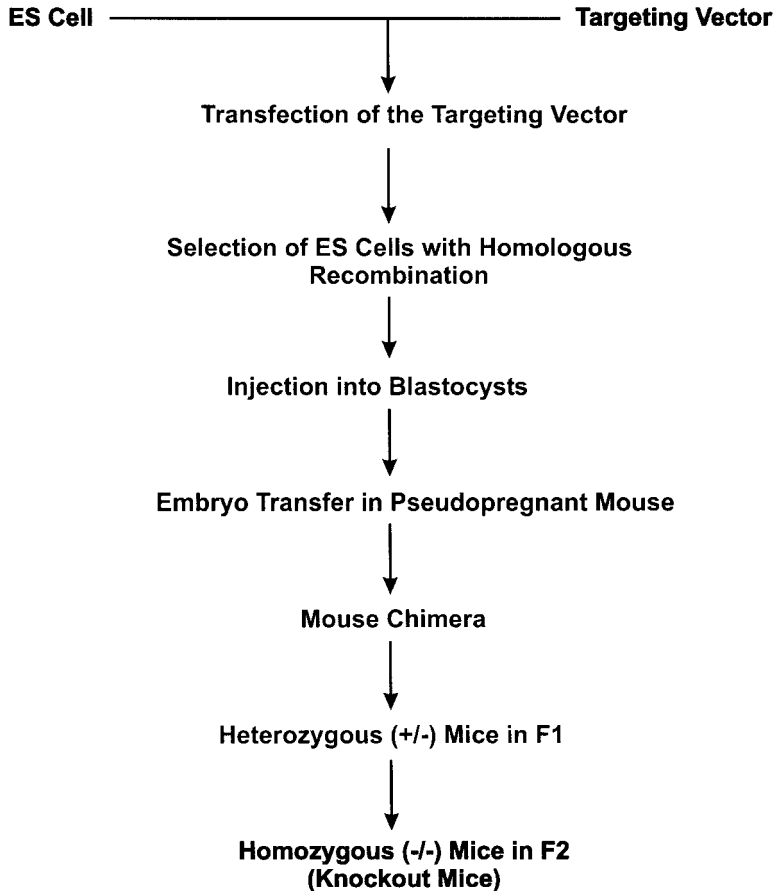 ES Cell
Targeting Vector
Transfection of the Targeting Vector
Selection of ES Cells with Homologous
Recombination
Injection into Blastocysts
Embryo Transfer in Pseudopregnant Mouse
Mouse Chimera
Heterozygous (+/-) Mice in F1
Homozygous (-/-) Mice in F2
(Knockout Mice)